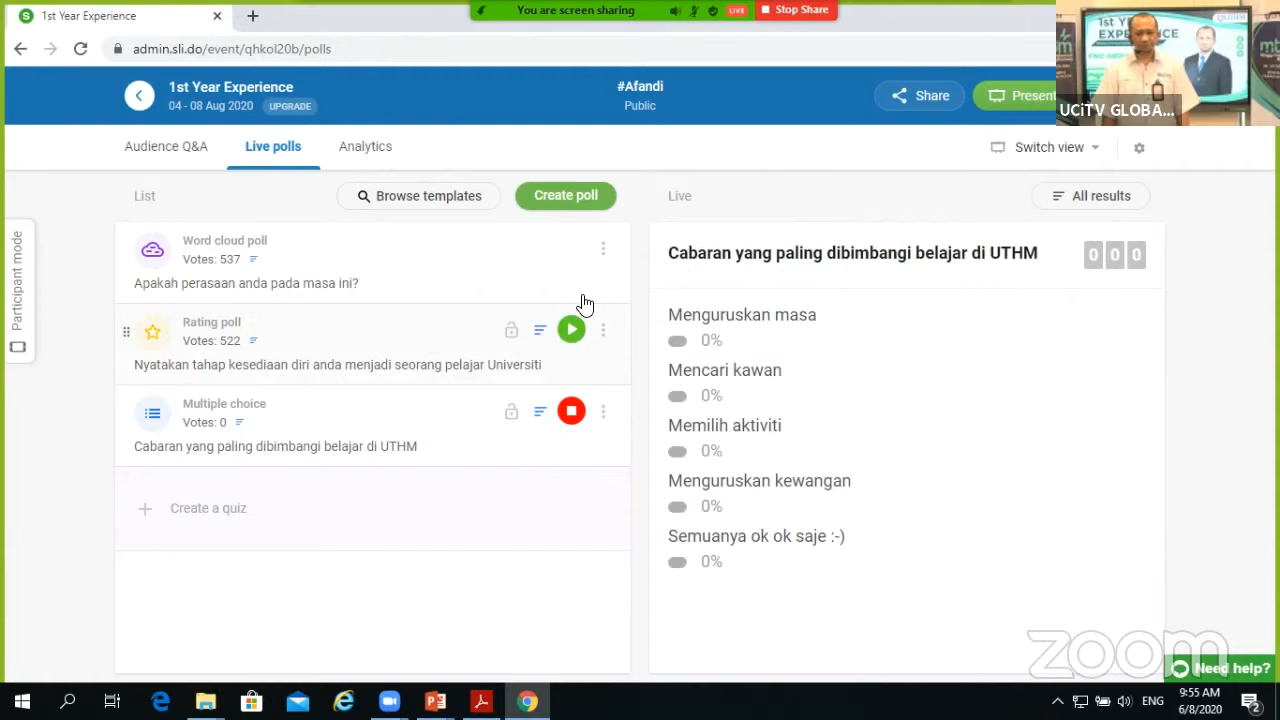 1st Year Experience
You are screen sharing
LIVE
Stop Share
admin.sli.do/event/qhkol20b/polls
1st Year Experience
04 - 08 Aug 2020 UPGRADE
#Afandi
Public
Share
Present
1st YEAR
EXPERIENCE
UCiTV GLOBA...
Audience Q&A
Live polls
Analytics
Switch view
List
Browse templates
Create poll
Live
All results
Participant mode
Word cloud poll
Votes: 537
Apakah perasaan anda pada masa ini?
Rating poll
Votes: 522
Nyatakan tahap kesediaan diri anda menjadi seorang pelajar Universiti
Multiple choice
Votes: 0
Cabaran yang paling dibimbangi belajar di UTHM
Create a quiz
Cabaran yang paling dibimbangi belajar di UTHM
000
Menguruskan masa
0%
Mencari kawan
0%
Memilih aktiviti
0%
Menguruskan kewangan
0%
Semuanya ok ok saje :-)
0%
zoom
Need help?
ENG
9:55 AM
6/8/2020
2